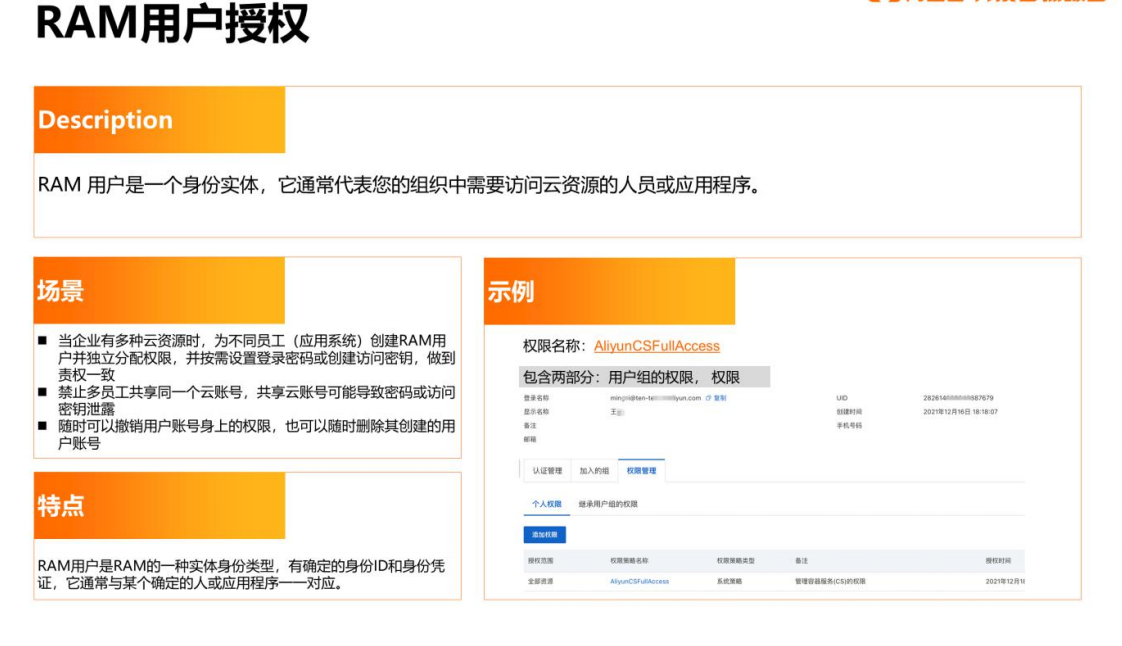 RAM用户授权
Description
RAM 用户是一个身份实体，它通常代表您的组织中需要访问云资源的人员或应用程序。
场景
■ 当企业有多种云资源时，为不同员工（应用系统）创建RAM用
户并独立分配权限，并按需设置登录密码或创建访问密钥，做到
责权一致
■ 禁止多员工共享同一个云账号，共享云账号可能导致密码或访问
密钥泄露
■ 随时可以撤销用户账号身上的权限，也可以随时删除其创建的用
户账号
特点
RAM用户是RAM的一种实体身份类型，有确定的身份ID和身份凭
证，它通常与某个确定的人或应用程序一一对应。
示例
权限名称：AliyunCSFullAccess
包含两部分：用户组的权限，权限
登录名称 复制 UID
显示名称 王 创建时间 2021年12月16日 18:18:07
备注 手机号码
邮箱
认证管理 加入的组 权限管理
个人权限 继承用户组的权限
添加权限
授权范围 权限策略名称 权限策略类型 备注 授权时间
全部资源 AliyunCSFullAccess 系统策略 管理容器服务(CS)的权限 2021年12月16